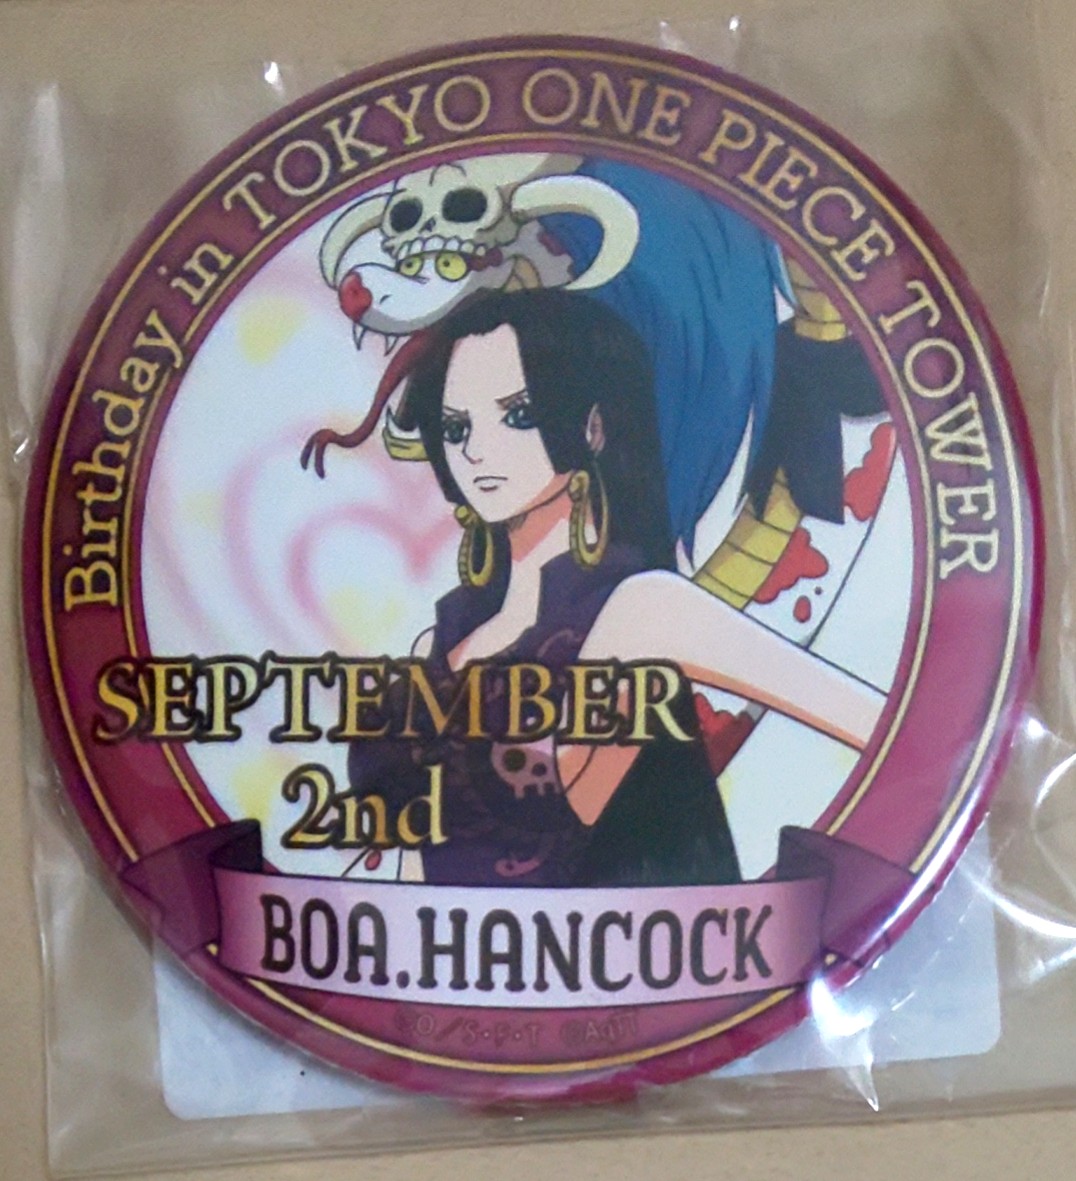 Birthday in TOKYO ONE PIECE TOWER
SEPTEMBER
2nd
BOA.HANCOCK